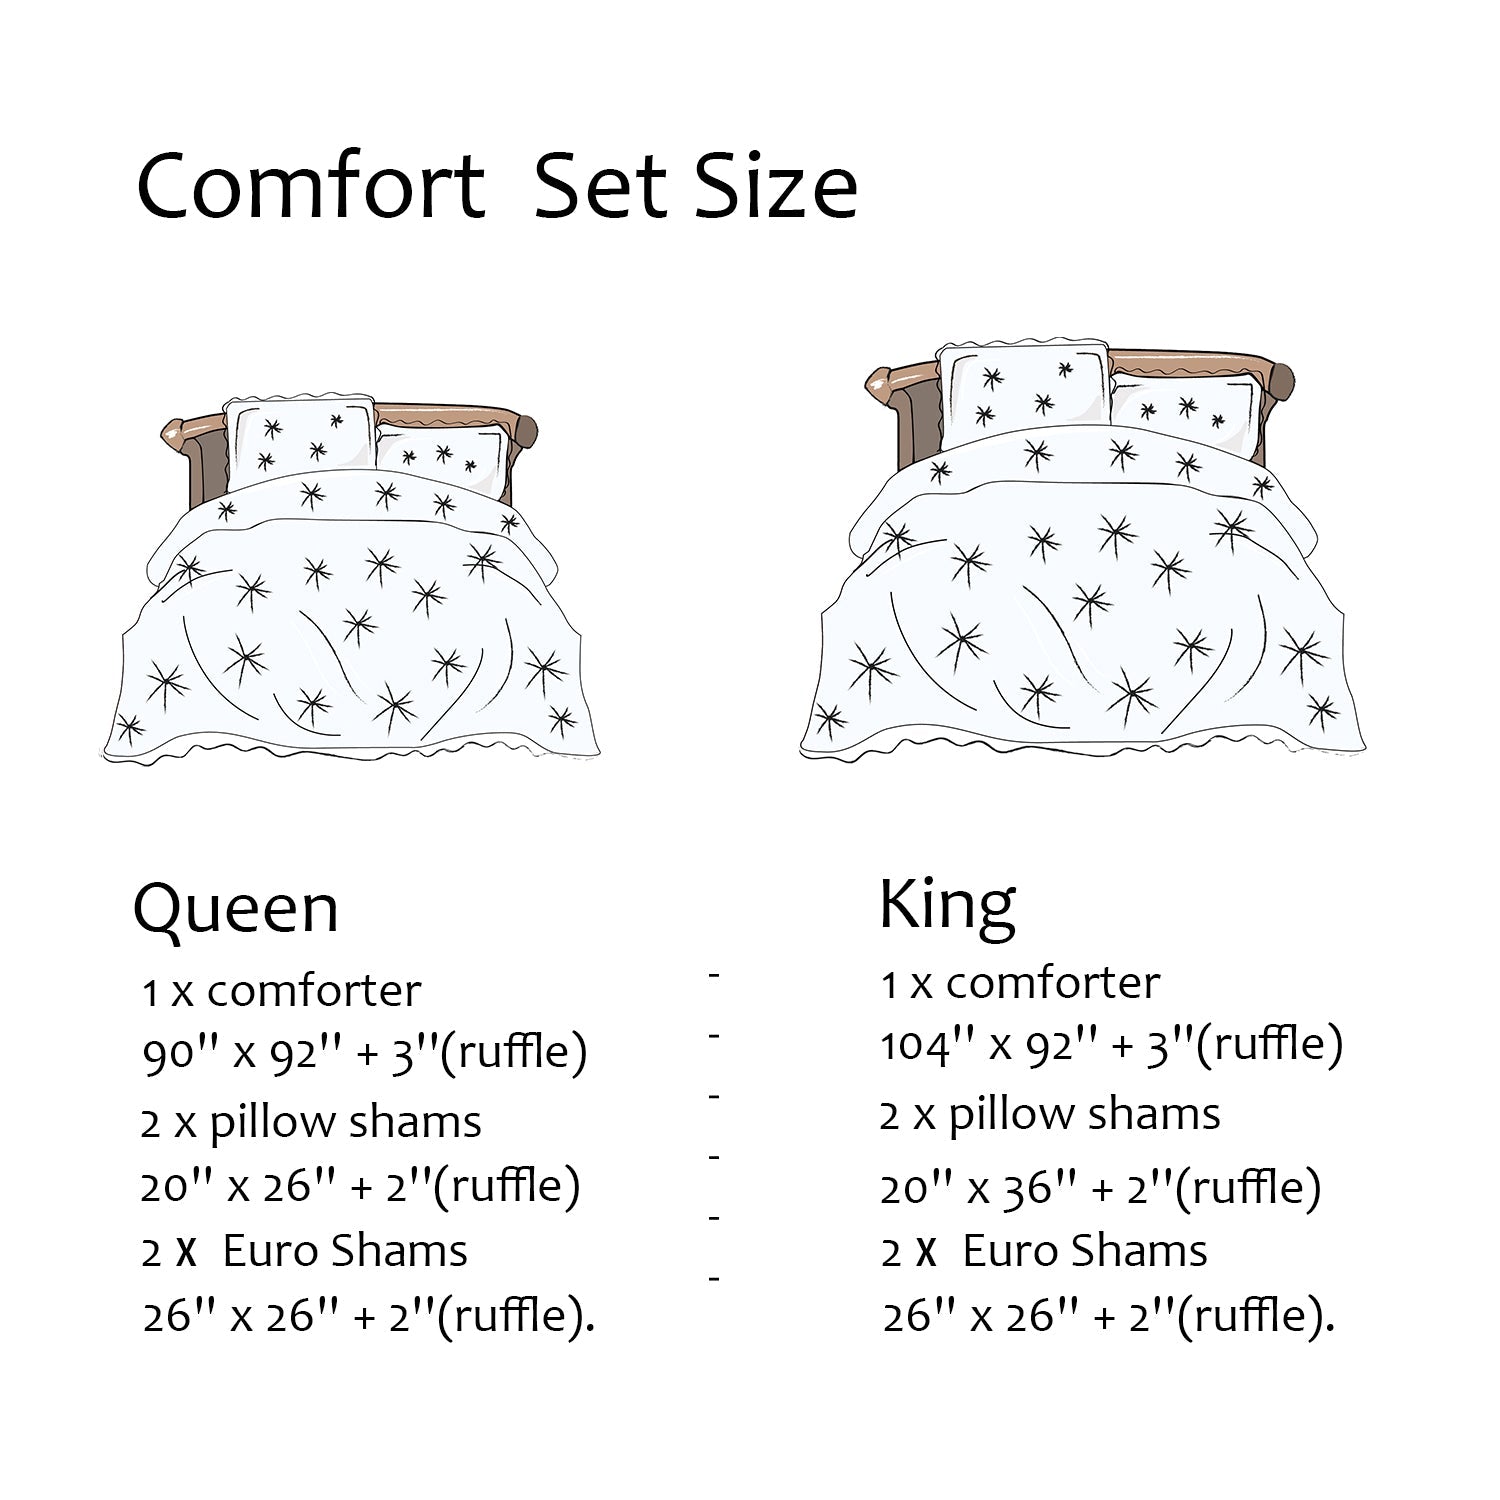 Comfort Set Size
Queen
1 x comforter
90'' x 92'' + 3''(ruffle)
2 x pillow shams
20'' x 26'' + 2''(ruffle)
2 x Euro Shams
26'' x 26'' + 2''(ruffle).
-
-
-
-
-
-
King
1 x comforter
104'' x 92'' + 3''(ruffle)
2 x pillow shams
20'' x 36'' + 2''(ruffle)
2 x Euro Shams
26'' x 26'' + 2''(ruffle).